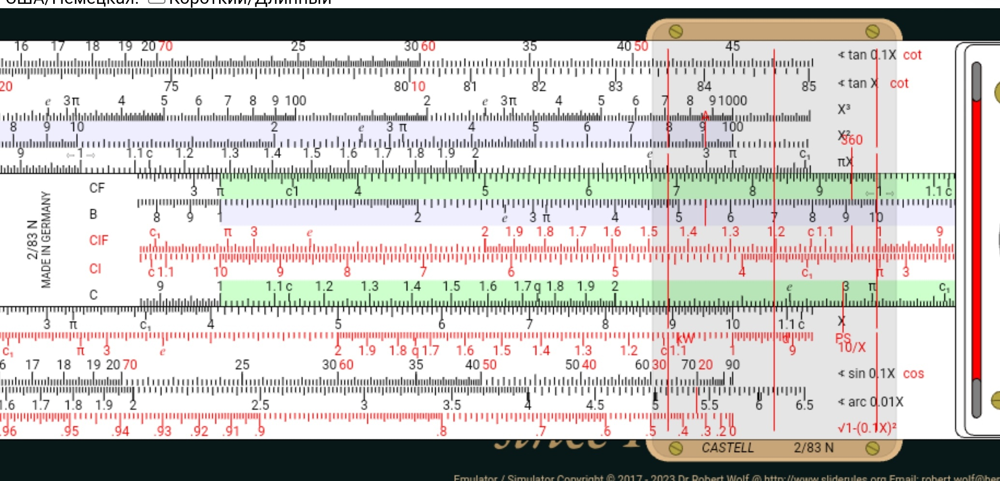 США/Немецкая: Короткий/Длинный
16 17 18 19 20 70 25 30 60 35 40 50 45 ∢ tan 0.1X cot
20 75 80 10 81 82 83 84 85 ∢ tan X cot
e 3 π 4 5 6 7 8 9 100 2 e 3 π 4 5 6 7 8 9 1000 X³
8 9 10 2 e 3 π 4 5 6 7 8 9 100 X²
360
9 ←1→ 1.1 c 1.2 1.3 1.4 1.5 1.6 1.7 1.8 1.9 2 e 3 π c₁ πX
CF 3 π c1 4 5 6 7 8 9 ←1→ 1.1 c
B 8 9 1 2 e 3 π 4 5 6 7 8 9 10
CIF c₁ π 3 e 2 1.9 1.8 1.7 1.6 1.5 1.4 1.3 1.2 c 1.1 1 9
CI c 1.1 10 9 8 7 6 5 4 c₁ π 3
C 9 1 1.1 c 1.2 1.3 1.4 1.5 1.6 1.7 q 1.8 1.9 2 e 3 π c₁
2/83 N
MADE IN GERMANY
3 π c₁ 4 5 6 7 8 9 10 1.1 c X
kW d PS
c₁ π 3 e 2 1.9 1.8 q 1.7 1.6 1.5 1.4 1.3 1.2 c 1.1 1 9 10/X
6 17 18 19 20 70 25 30 60 35 40 50 50 40 60 30 70 20 90 ∢ sin 0.1X cos
1.6 1.7 1.8 1.9 2 2.5 3 3.5 4 4.5 5 5.5 6 6.5 ∢ arc 0.01X
.96 .95 .94 .93 .92 .91 .9 .8 .7 .6 .5 .4 .3 .2 0 √1-(0.1X)²
since
CASTELL 2/83 N
Emulator / Simulator Copyright © 2017 - 2023 Dr Robert Wolf @ http://www.sliderules.org Email: robert.wolf@